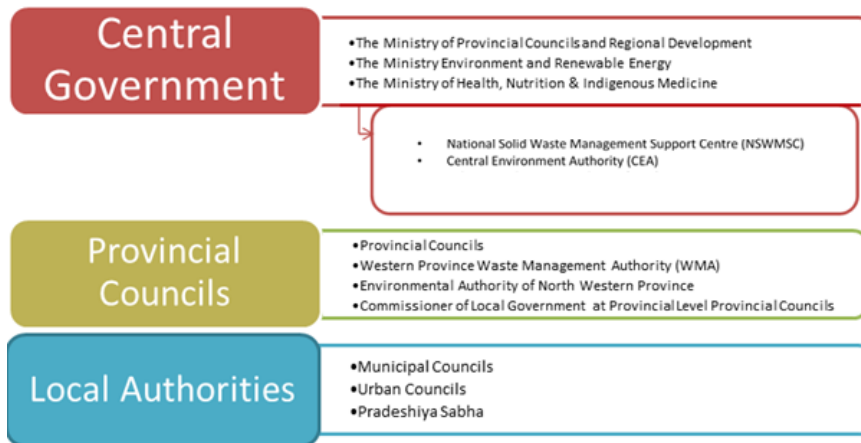 Central
Government
•The Ministry of Provincial Councils and Regional Development
•The Ministry Environment and Renewable Energy
•The Ministry of Health, Nutrition & Indigenous Medicine
• National Solid Waste Management Support Centre (NSWMSC)
• Central Environment Authority (CEA)
Provincial
Councils
•Provincial Councils
•Western Province Waste Management Authority (WMA)
•Environmental Authority of North Western Province
•Commissioner of Local Government at Provincial Level Provincial Councils
Local Authorities
•Municipal Councils
•Urban Councils
•Pradeshiya Sabha